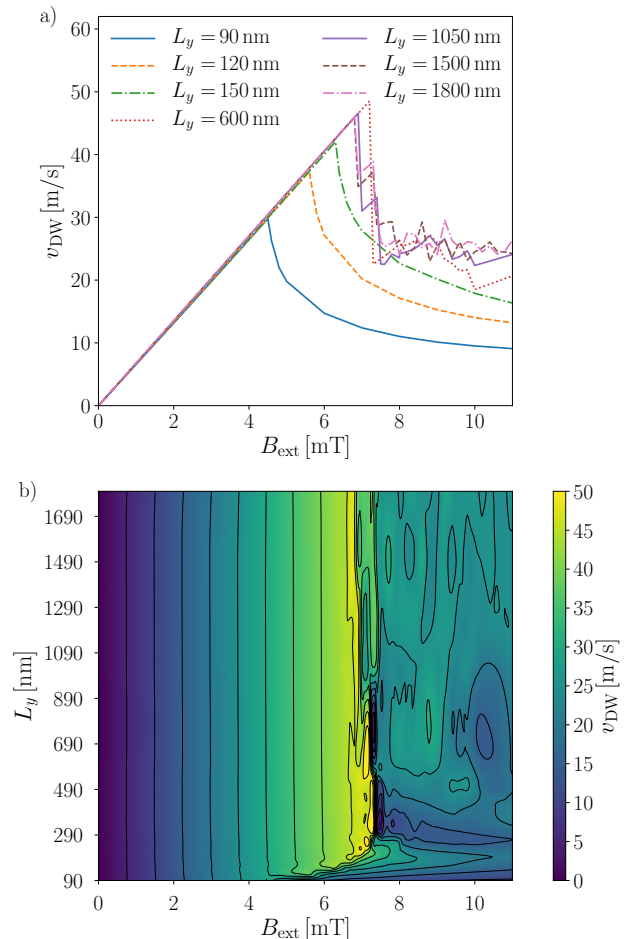 a)
60
50
40
30
20
10
0
v_DW [m/s]
L_y = 90 nm
L_y = 120 nm
L_y = 150 nm
L_y = 600 nm
L_y = 1050 nm
L_y = 1500 nm
L_y = 1800 nm
0 2 4 6 8 10
B_ext [mT]
b)
1690
1490
1290
1090
890
690
490
290
90
L_y [nm]
0 2 4 6 8 10
B_ext [mT]
50
45
40
35
30
25
20
15
10
5
0
v_DW [m/s]